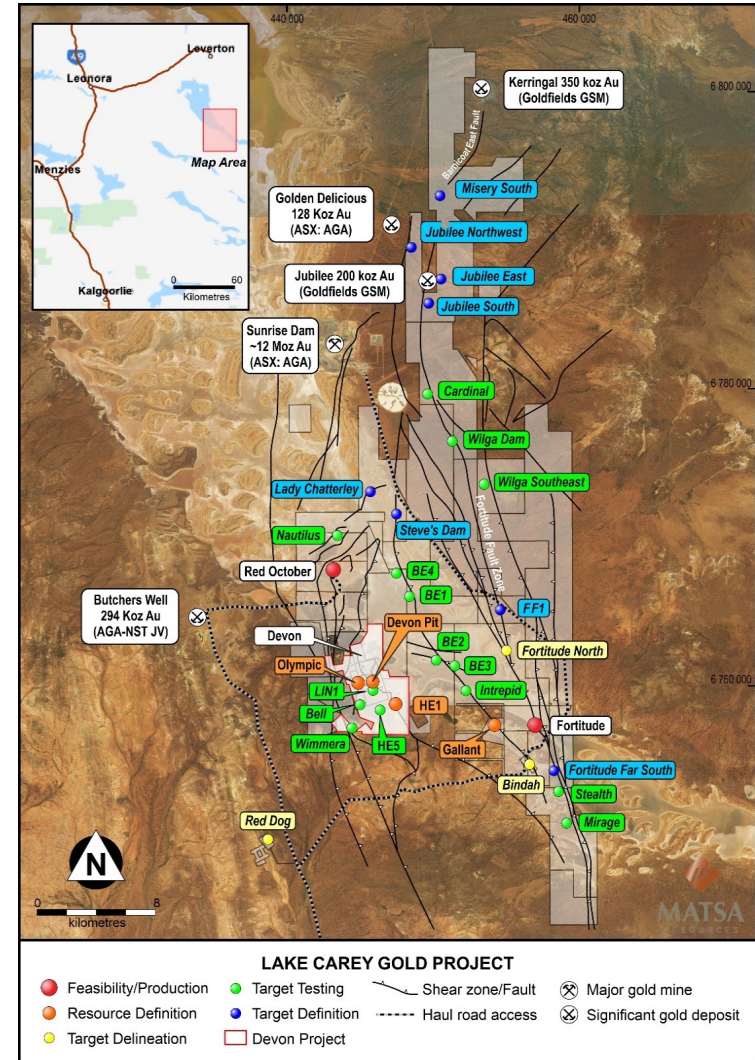 440 000
460 000
6 800 000
6 780 000
6 760 000
Leverton
Leonora
Map Area
Menzies
Kalgoorlie
0 60
Kilometres
Kerringal 350 koz Au
(Goldfields GSM)
Barnicoat East Fault
Misery South
Golden Delicious
128 Koz Au
(ASX: AGA)
Jubilee Northwest
Jubilee 200 koz Au
(Goldfields GSM)
Jubilee East
Jubilee South
Sunrise Dam
~12 Moz Au
(ASX: AGA)
Cardinal
Wilga Dam
Wilga Southeast
Fortitude Fault Zone
Lady Chatterley
Steve's Dam
Nautilus
Red October
BE4
BE1
Butchers Well
294 Koz Au
(AGA-NST JV)
FF1
Devon Pit
Devon
BE2
Fortitude North
Olympic
BE3
LIN1
Intrepid
HE1
Bell
Fortitude
Wimmera
HE5
Gallant
Bindah
Fortitude Far South
Stealth
Mirage
Red Dog
N
0 8
kilometres
MATSA
RESOURCES
LAKE CAREY GOLD PROJECT
Feasibility/Production
Target Testing
Shear zone/Fault
Major gold mine
Resource Definition
Target Definition
Haul road access
Significant gold deposit
Target Delineation
Devon Project